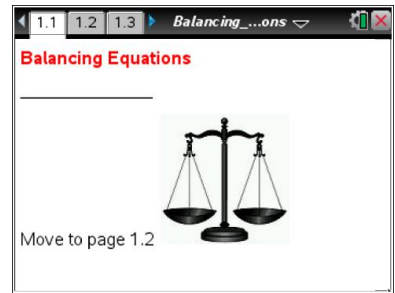 1.1 1.2 1.3 Balancing_...ons
Balancing Equations
Move to page 1.2